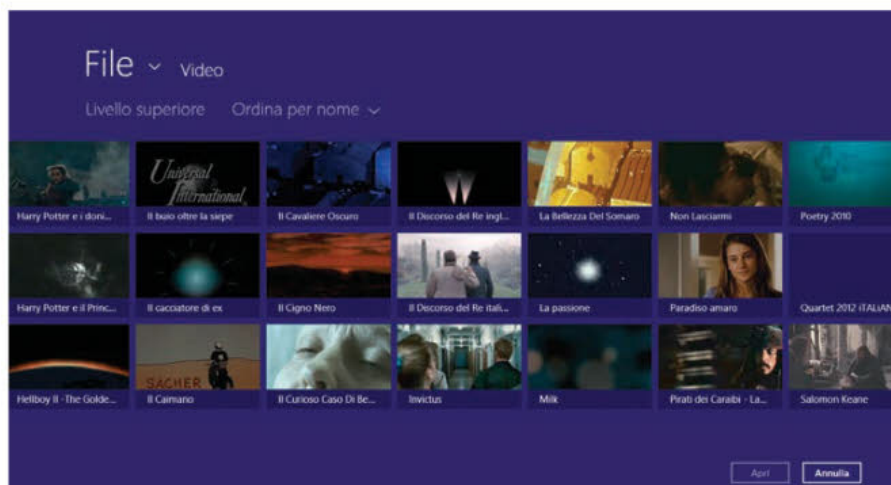 File Video
Livello superiore Ordina per nome
Universal
International
Harry Potter e i doni... Il buio oltre la siepe Il Cavaliere Oscuro Il Discorso del Re ingl... La Bellezza Del Somaro Non Lasciarmi Poetry 2010
Harry Potter e il Princ... Il cacciatore di ex Il Cigno Nero Il Discorso del Re itali... La passione Paradiso amaro Quartet 2012 iTALiAN
SACHER
Hellboy II -The Golde... Il Caimano Il Curioso Caso Di Be... Invictus Milk Pirati dei Caraibi - La... Salomon Keane
Apri Annulla